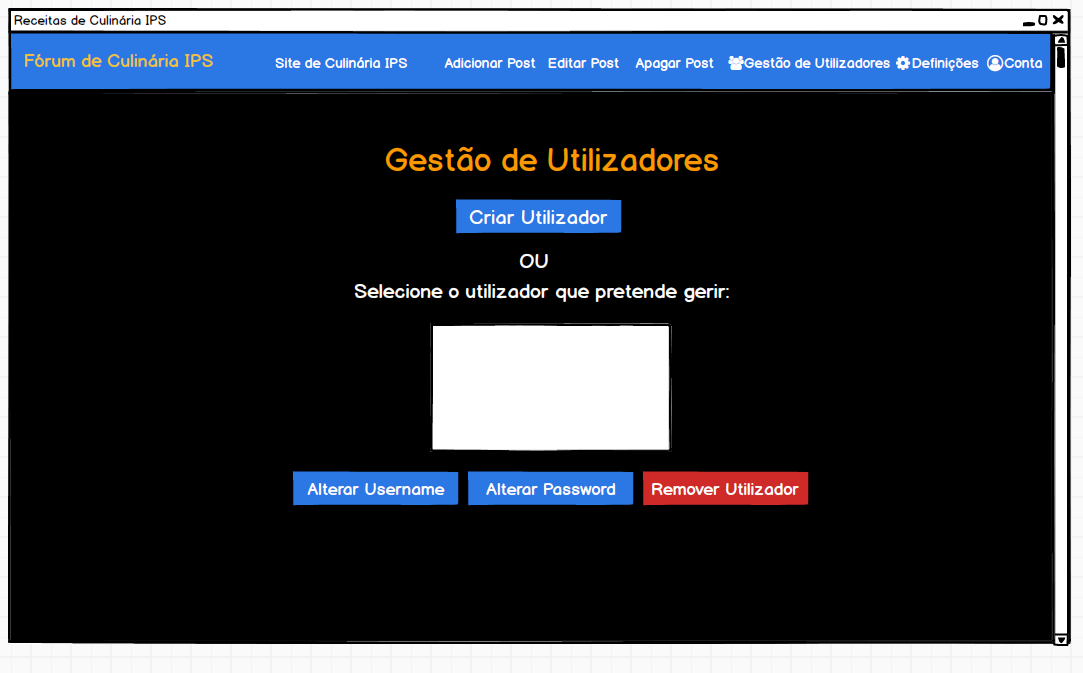 Receitas de Culinária IPS
Fórum de Culinária IPS Site de Culinária IPS Adicionar Post Editar Post Apagar Post Gestão de Utilizadores Definições Conta
Gestão de Utilizadores
Criar Utilizador
OU
Selecione o utilizador que pretende gerir:
Alterar Username Alterar Password Remover Utilizador